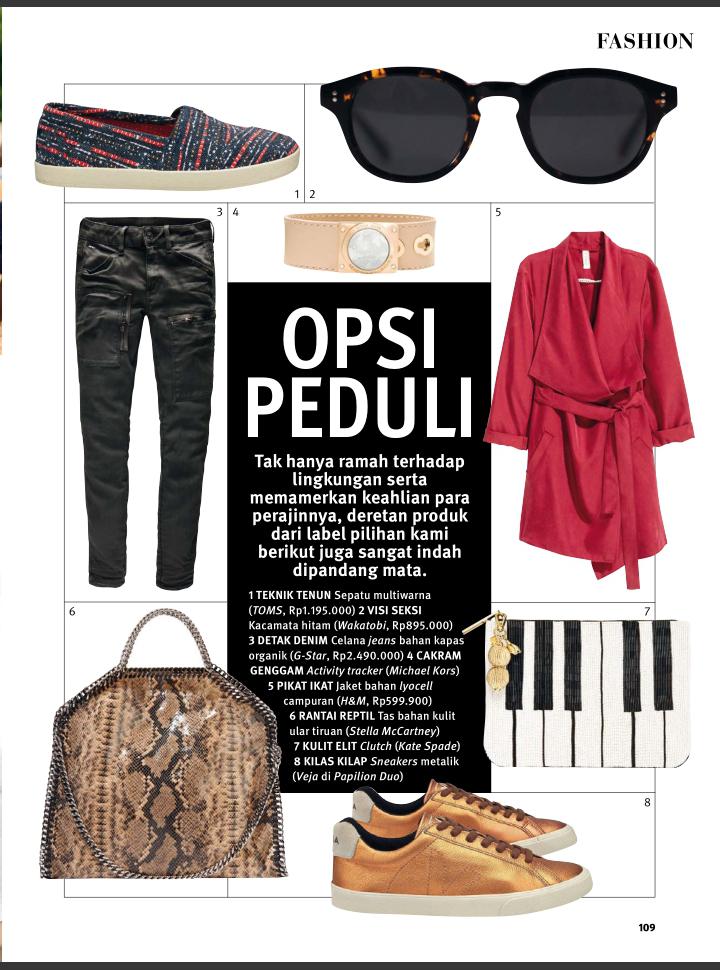 FASHION
1
2
3
4
5
OPSI
PEDULI
Tak hanya ramah terhadap
lingkungan serta
memamerkan keahlian para
perajinnya, deretan produk
dari label pilihan kami
berikut juga sangat indah
dipandang mata.
1 TEKNIK TENUN Sepatu multiwarna
(TOMS, Rp1.195.000) 2 VISI SEKSI
Kacamata hitam (Wakatobi, Rp895.000)
3 DETAK DENIM Celana jeans bahan kapas
organik (G-Star, Rp2.490.000) 4 CAKRAM
GENGGAM Activity tracker (Michael Kors)
5 PIKAT IKAT Jaket bahan lyocell
campuran (H&M, Rp599.900)
6 RANTAI REPTIL Tas bahan kulit
ular tiruan (Stella McCartney)
7 KULIT ELIT Clutch (Kate Spade)
8 KILAS KILAP Sneakers metalik
(Veja di Papilion Duo)
6
7
8
109